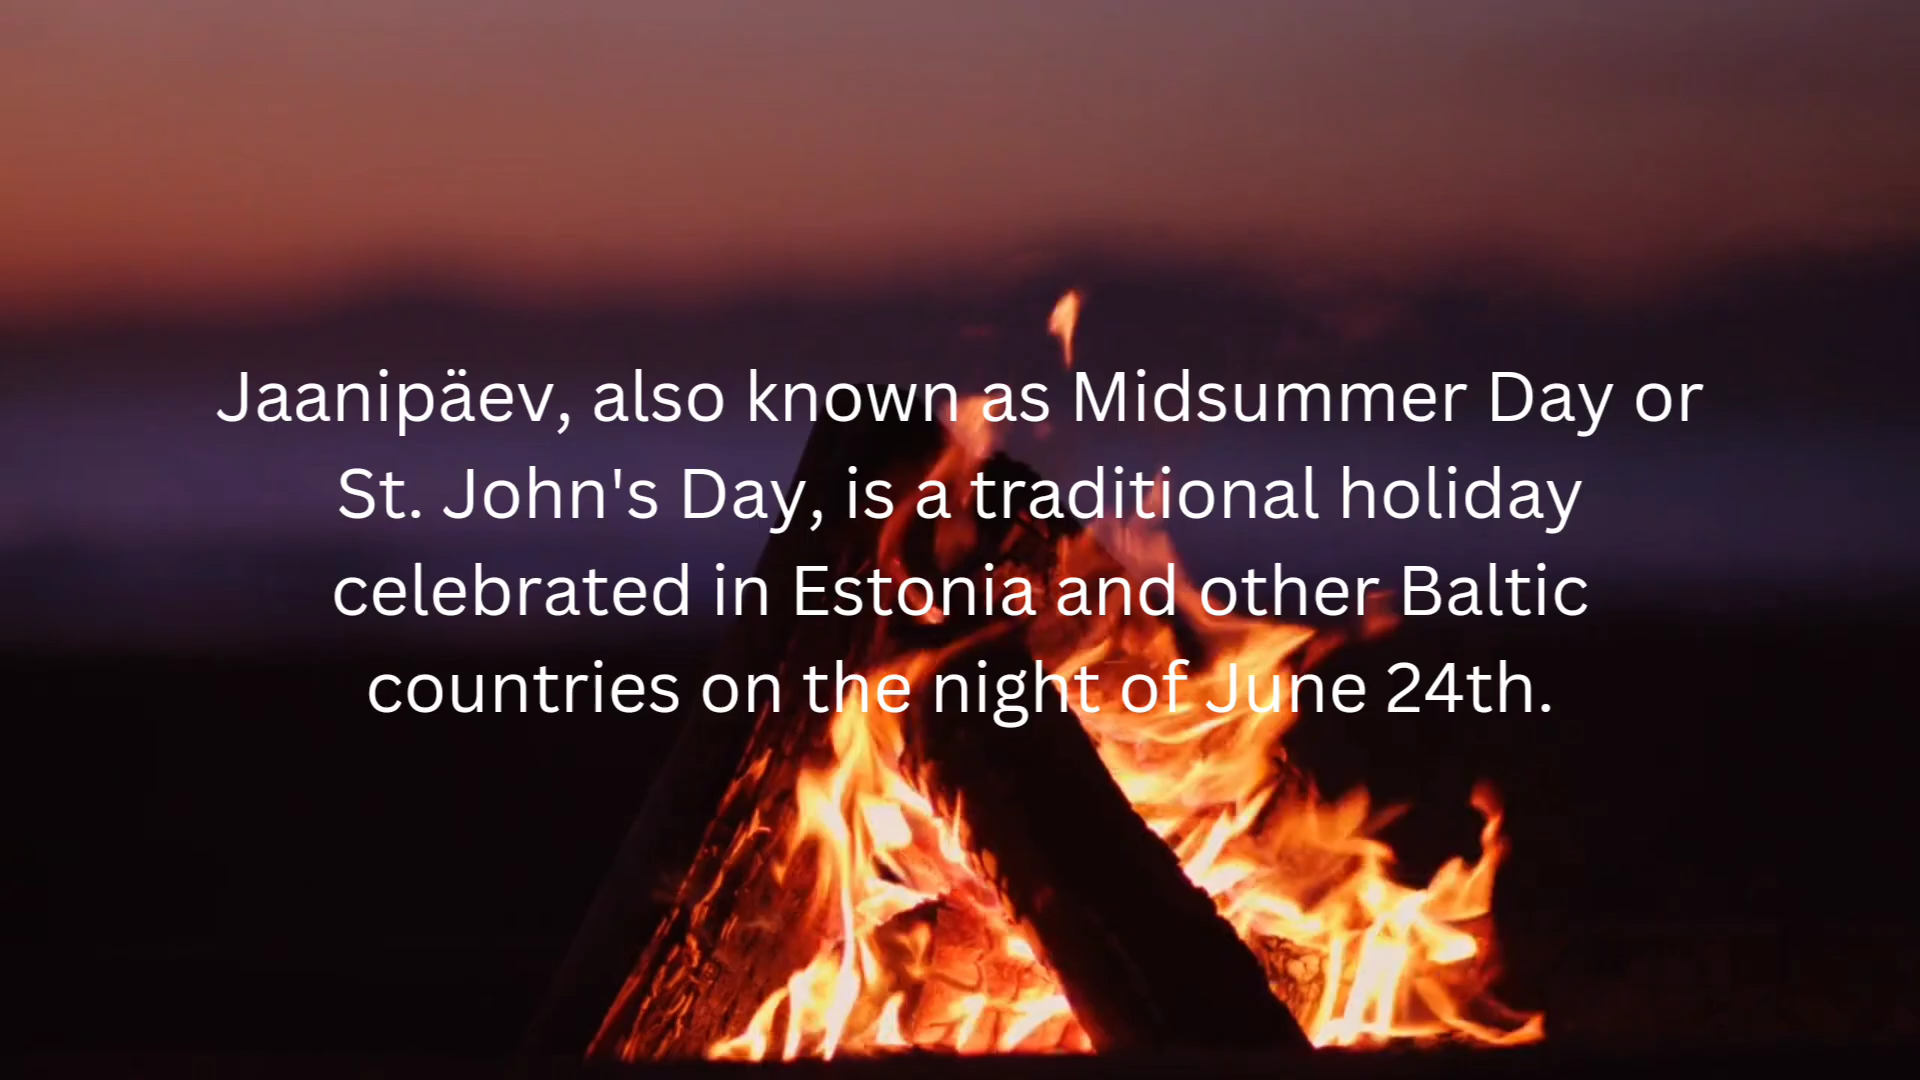 Jaanipäev, also known as Midsummer Day or
St. John's Day, is a traditional holiday
celebrated in Estonia and other Baltic
countries on the night of June 24th.